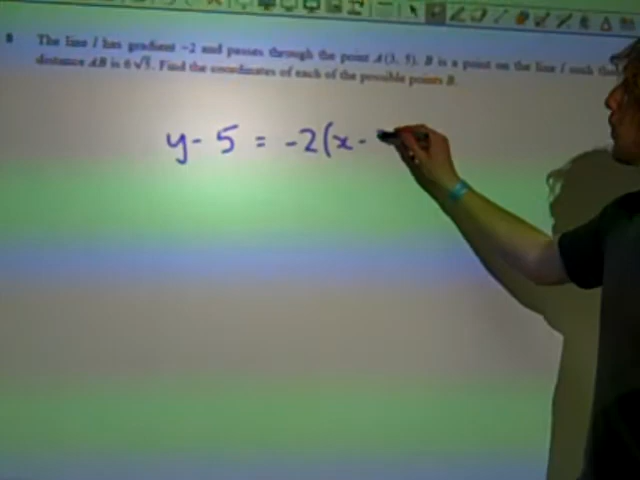 8 The line l has gradient −2 and passes through the point A(3, 5). B is a point on the line l such that
distance AB is 6√5. Find the coordinates of each of the possible points B.
y - 5 = -2(x -